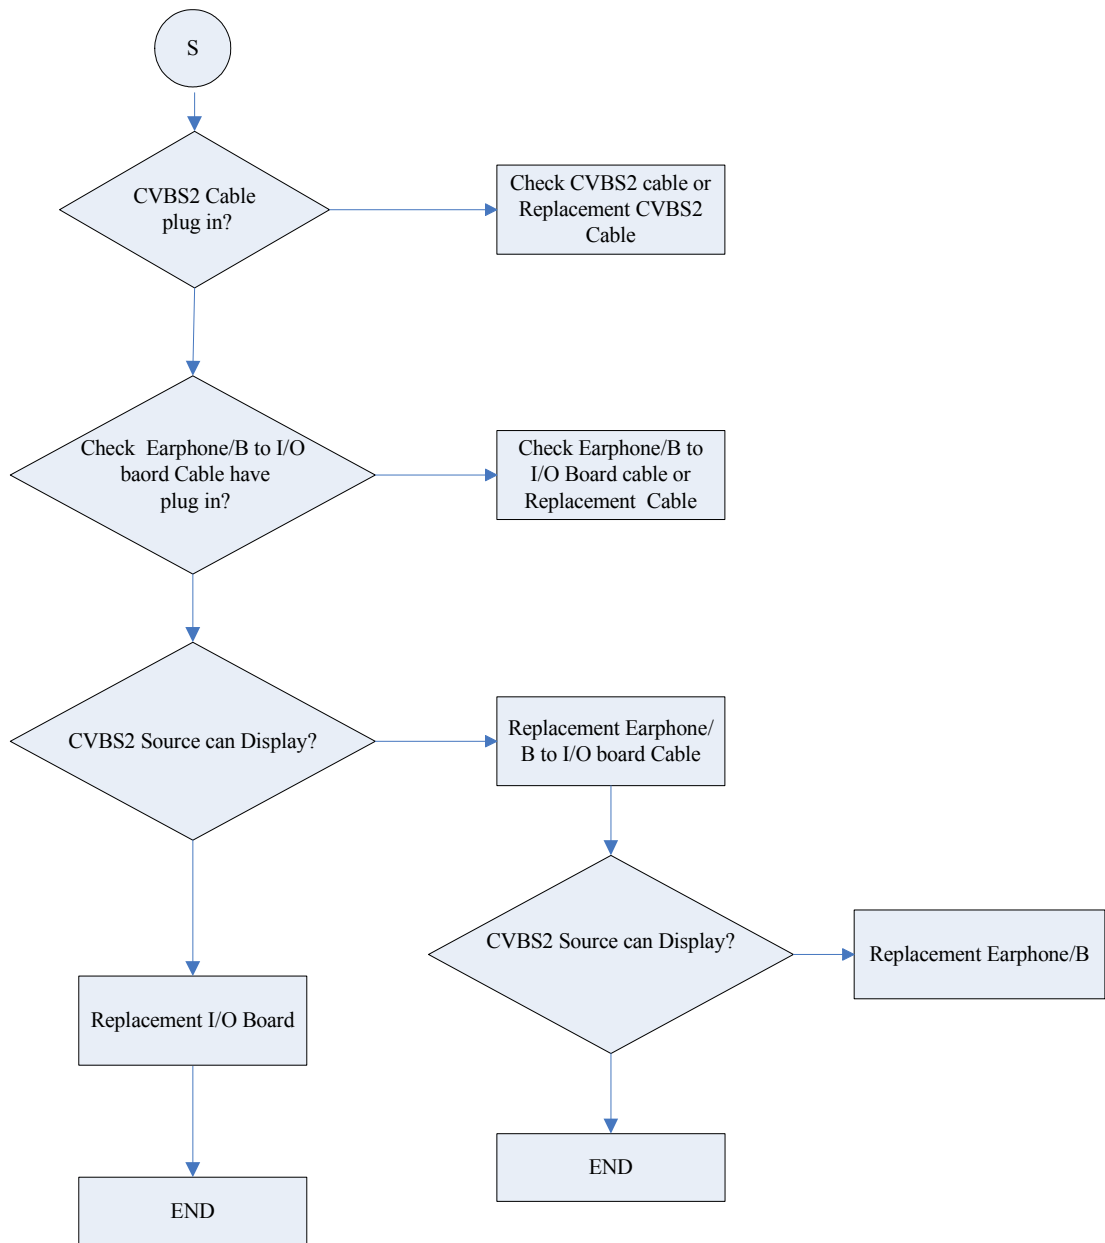 S
CVBS2 Cable
plug in?
Check CVBS2 cable or
Replacement CVBS2
Cable
Check Earphone/B to I/O
baord Cable have
plug in?
Check Earphone/B to
I/O Board cable or
Replacement Cable
CVBS2 Source can Display?
Replacement Earphone/
B to I/O board Cable
CVBS2 Source can Display?
Replacement Earphone/B
Replacement I/O Board
END
END